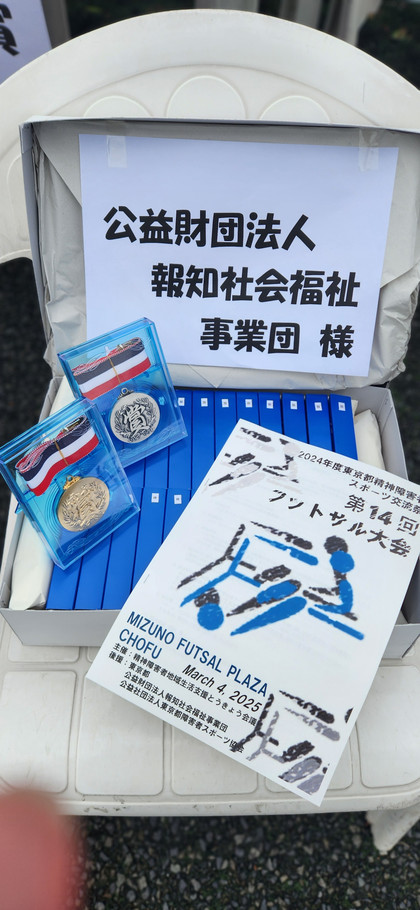 賞
公益財団法人
報知社会福祉
事業団 様
賞
2024年度東京都精神障害者
スポーツ交流
第14回
フットサル大会
MIZUNO FUTSAL PLAZA
CHOFU
March 4, 2025
主催:精神障害者地域生活支援とうきょう会議
後援:東京都
公益財団法人報知社会福祉事業団
公益社団法人東京都障害者スポーツ協会